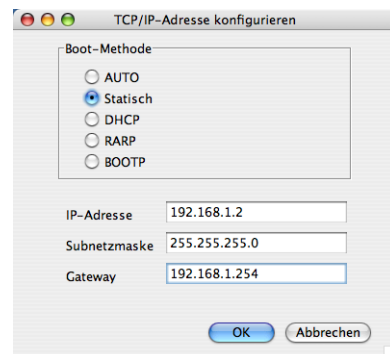 TCP/IP-Adresse konfigurieren
Boot-Methode
AUTO
Statisch
DHCP
RARP
BOOTP
IP-Adresse 192.168.1.2
Subnetzmaske 255.255.255.0
Gateway 192.168.1.254
OK Abbrechen